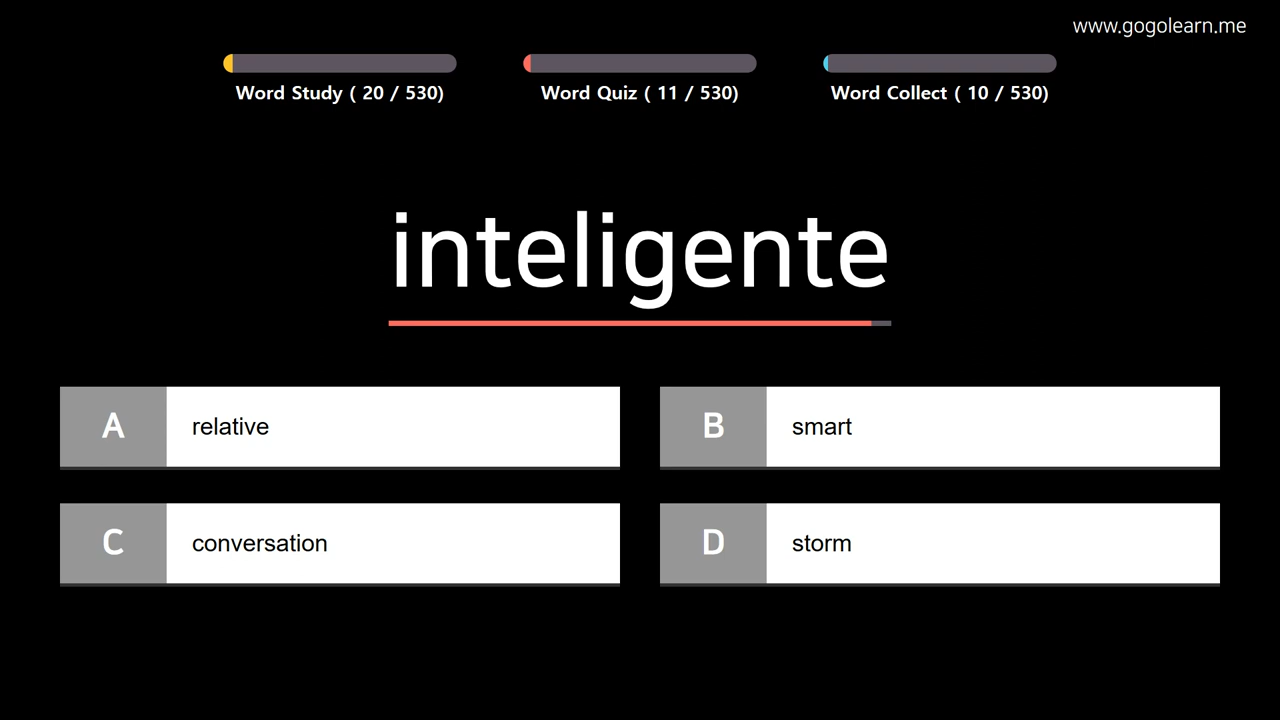 www.gogolearn.me
Word Study ( 20 / 530)
Word Quiz ( 11 / 530)
Word Collect ( 10 / 530)
inteligente
A relative
B smart
C conversation
D storm